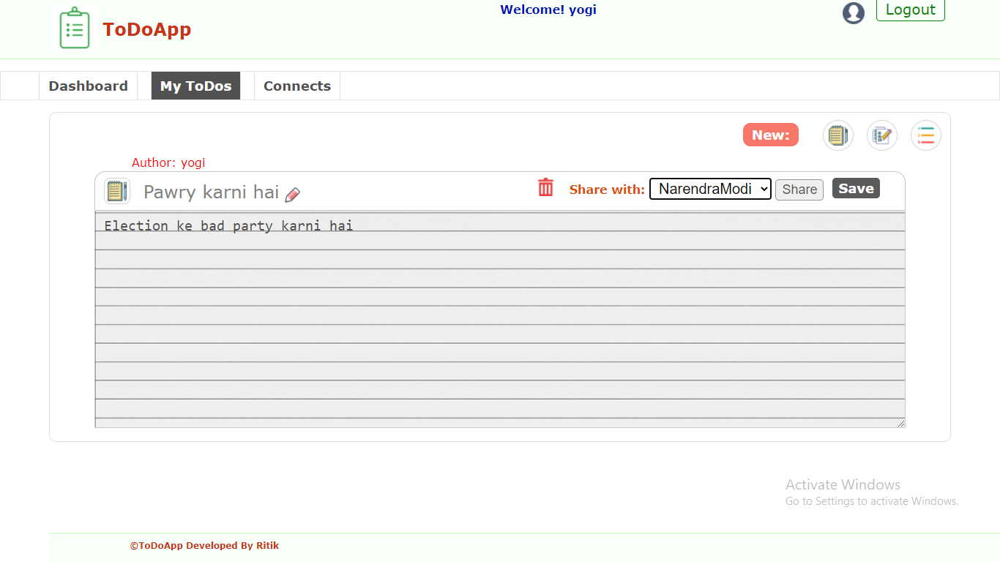 Welcome! yogi
Logout
ToDoApp
Dashboard
My ToDos
Connects
New:
Author: yogi
Pawry karni hai
Share with: NarendraModi Share Save
Election ke bad party karni hai
Activate Windows
Go to Settings to activate Windows.
©ToDoApp Developed By Ritik